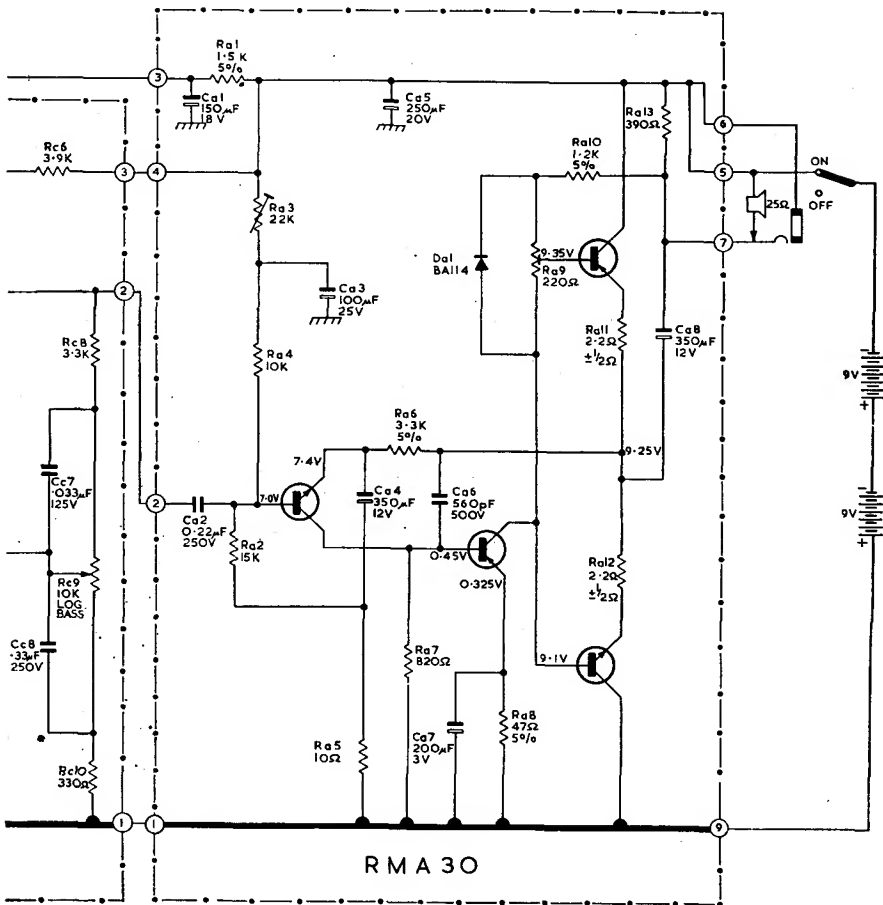 Ra1
1.5K
5%
3
Ca1
150µF
18V
Ca5
250µF
20V
Ra13
390Ω
6
Rc6
3.9K
3
4
Ra10
1.2K
5%
5
ON
OFF
25Ω
Ra3
22K
7
Da1
BA114
9.35V
Ra9
220Ω
2
Ca3
100µF
25V
Rc8
3.3K
Ra4
10K
Ra11
2.2Ω
±1/2Ω
Ca8
350µF
12V
9V
-
+
Ra6
3.3K
5%
9.25V
7.4V
Cc7
.033µF
125V
2
7.0V
Ca4
350µF
12V
Ca6
560pF
500V
9V
-
+
Ca2
0.22µF
250V
Ra2
15K
0.45V
0.325V
Ra12
2.2Ω
±1/2Ω
Rc9
10K
LOG
BASS
Cc8
.33µF
250V
Ra7
820Ω
9.1V
Ra5
10Ω
Ca7
200µF
3V
Ra8
47Ω
5%
Rc10
330Ω
1
1
9
RMA30